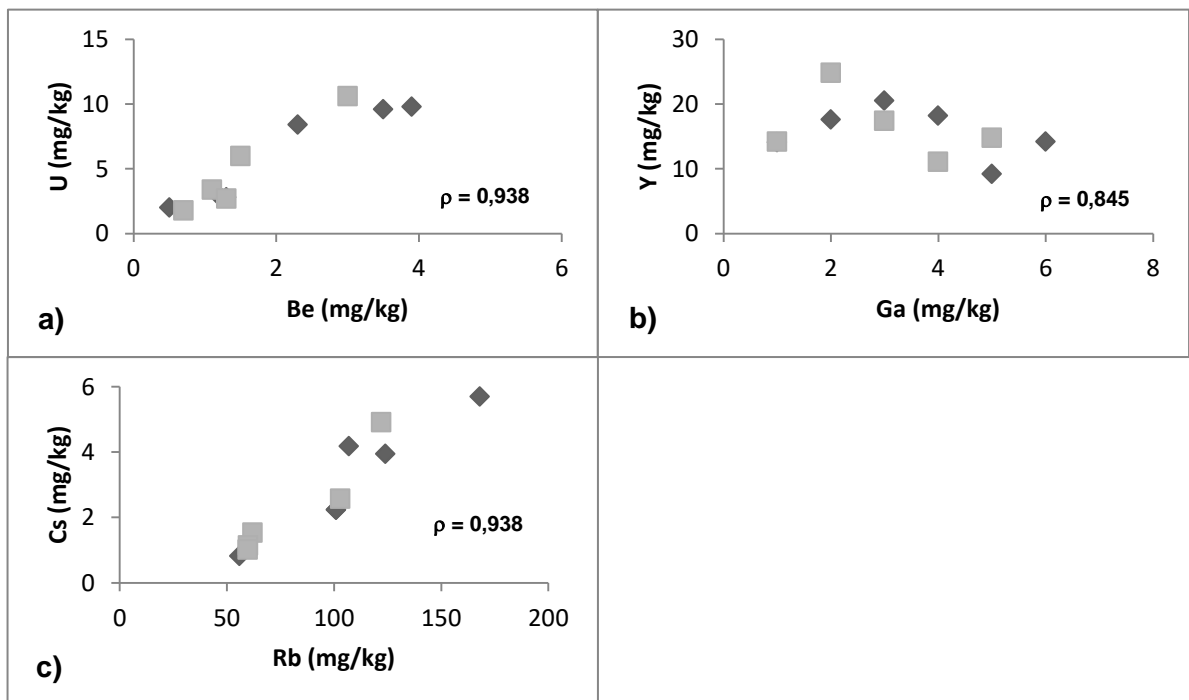 15
10
5
0
U (mg/kg)
ρ = 0,938
0 2 4 6
Be (mg/kg)
a)
30
20
10
0
Y (mg/kg)
ρ = 0,845
0 2 4 6 8
Ga (mg/kg)
b)
6
4
2
0
Cs (mg/kg)
ρ = 0,938
0 50 100 150 200
Rb (mg/kg)
c)